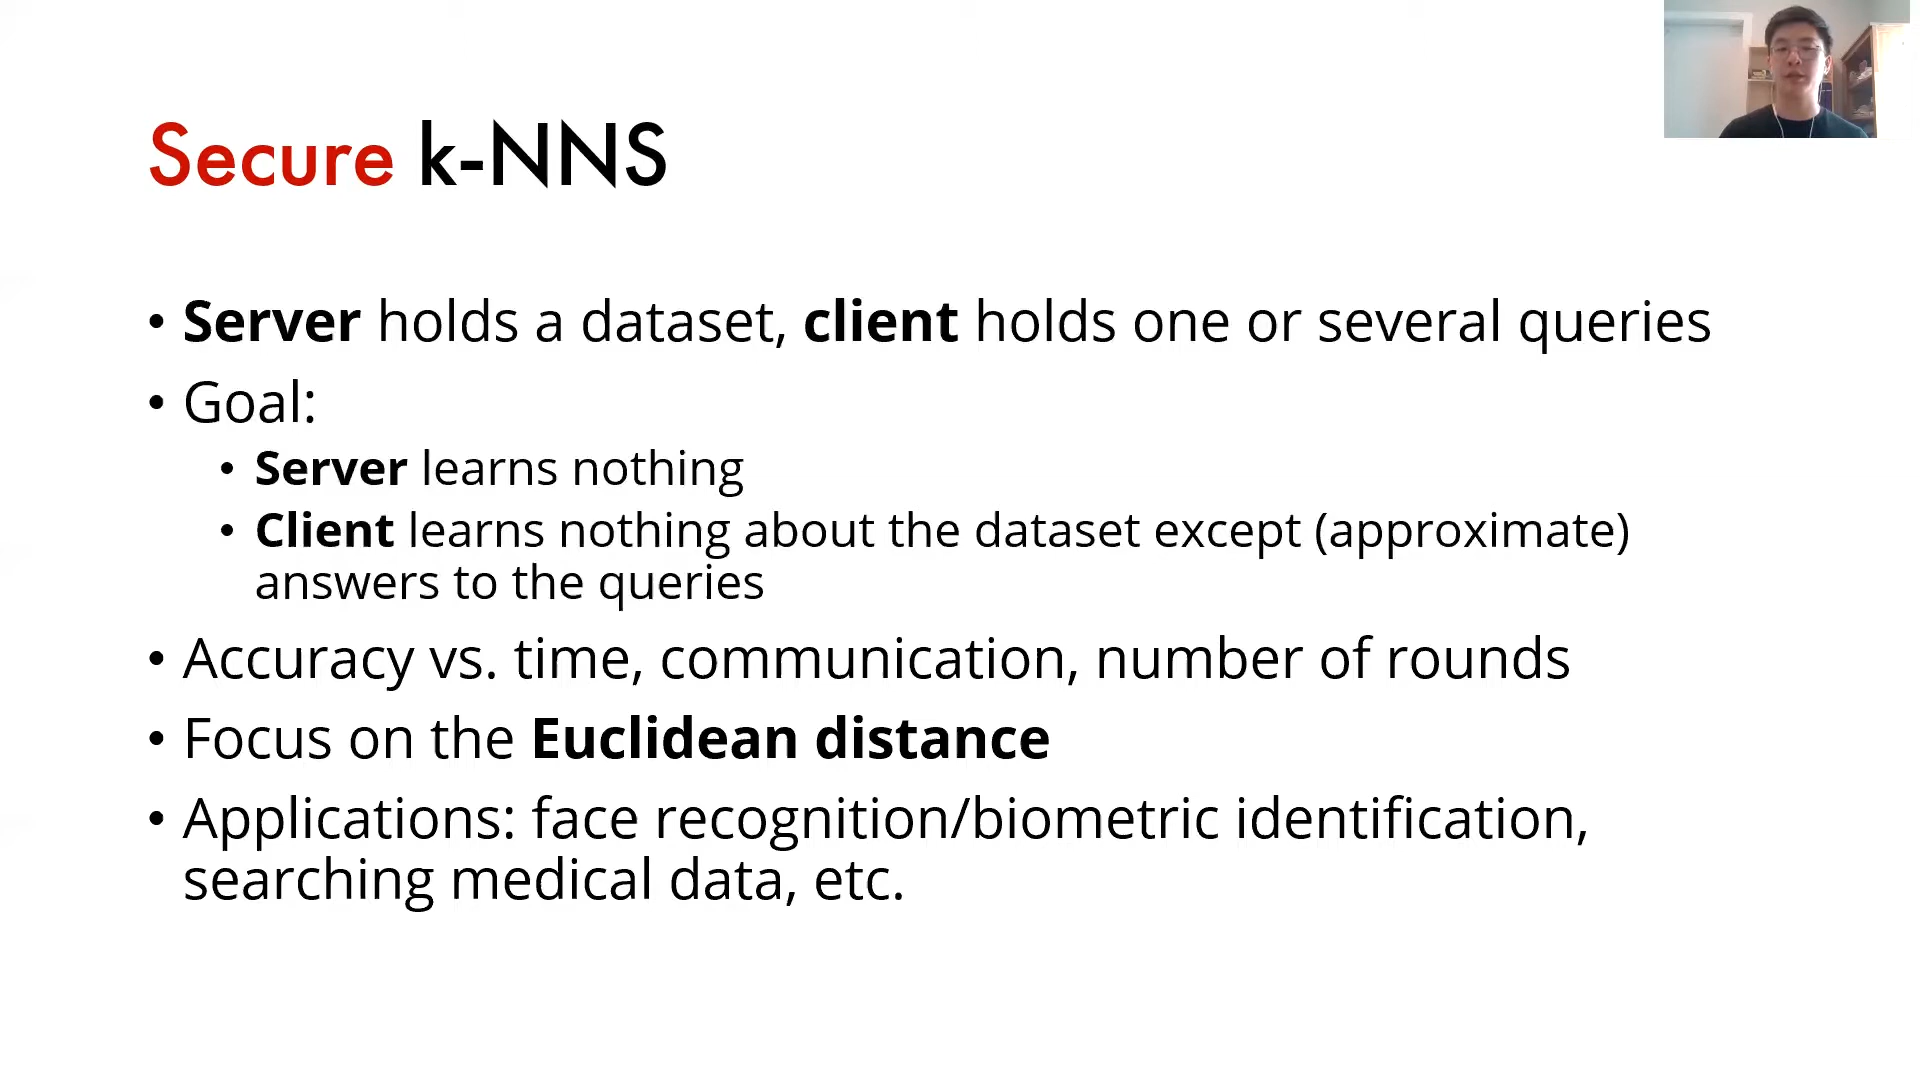 Secure k-NNS
• Server holds a dataset, client holds one or several queries
• Goal:
• Server learns nothing
• Client learns nothing about the dataset except (approximate)
answers to the queries
• Accuracy vs. time, communication, number of rounds
• Focus on the Euclidean distance
• Applications: face recognition/biometric identification,
searching medical data, etc.